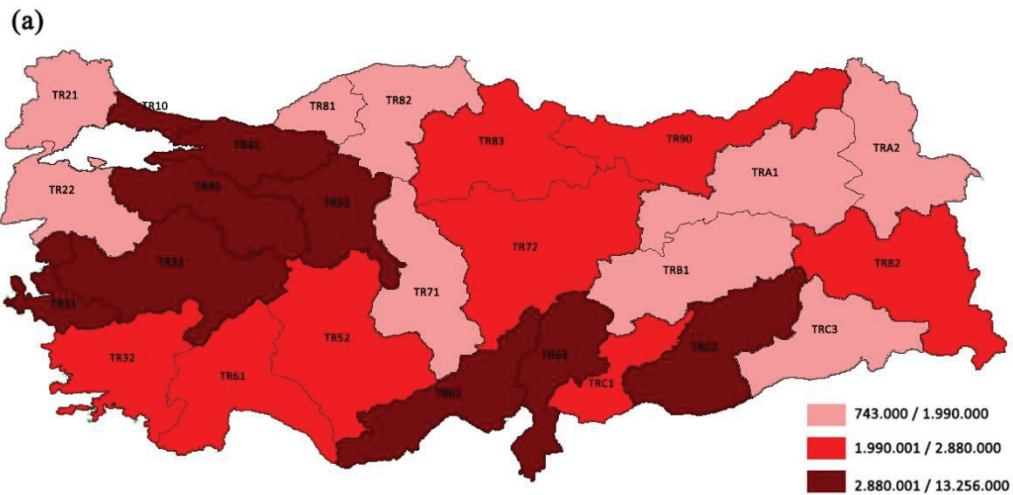 (a)
TR21
TR10
TR81
TR82
TR42
TR83
TR90
TRA2
TRA1
TR22
TR41
TR51
TR72
TR33
TRB1
TRB2
TR71
TR31
TRC3
TR32
TR52
TR63
TRC2
TR61
TR62
TRC1
743.000 / 1.990.000
1.990.001 / 2.880.000
2.880.001 / 13.256.000